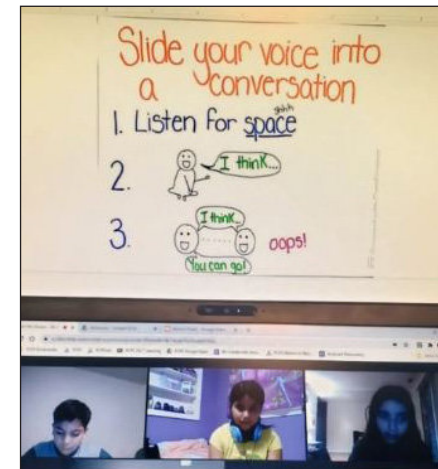 Slide your voice into
a conversation
shhh
1. Listen for space
2.
I think...
3.
I think..
......
oops!
You can go!